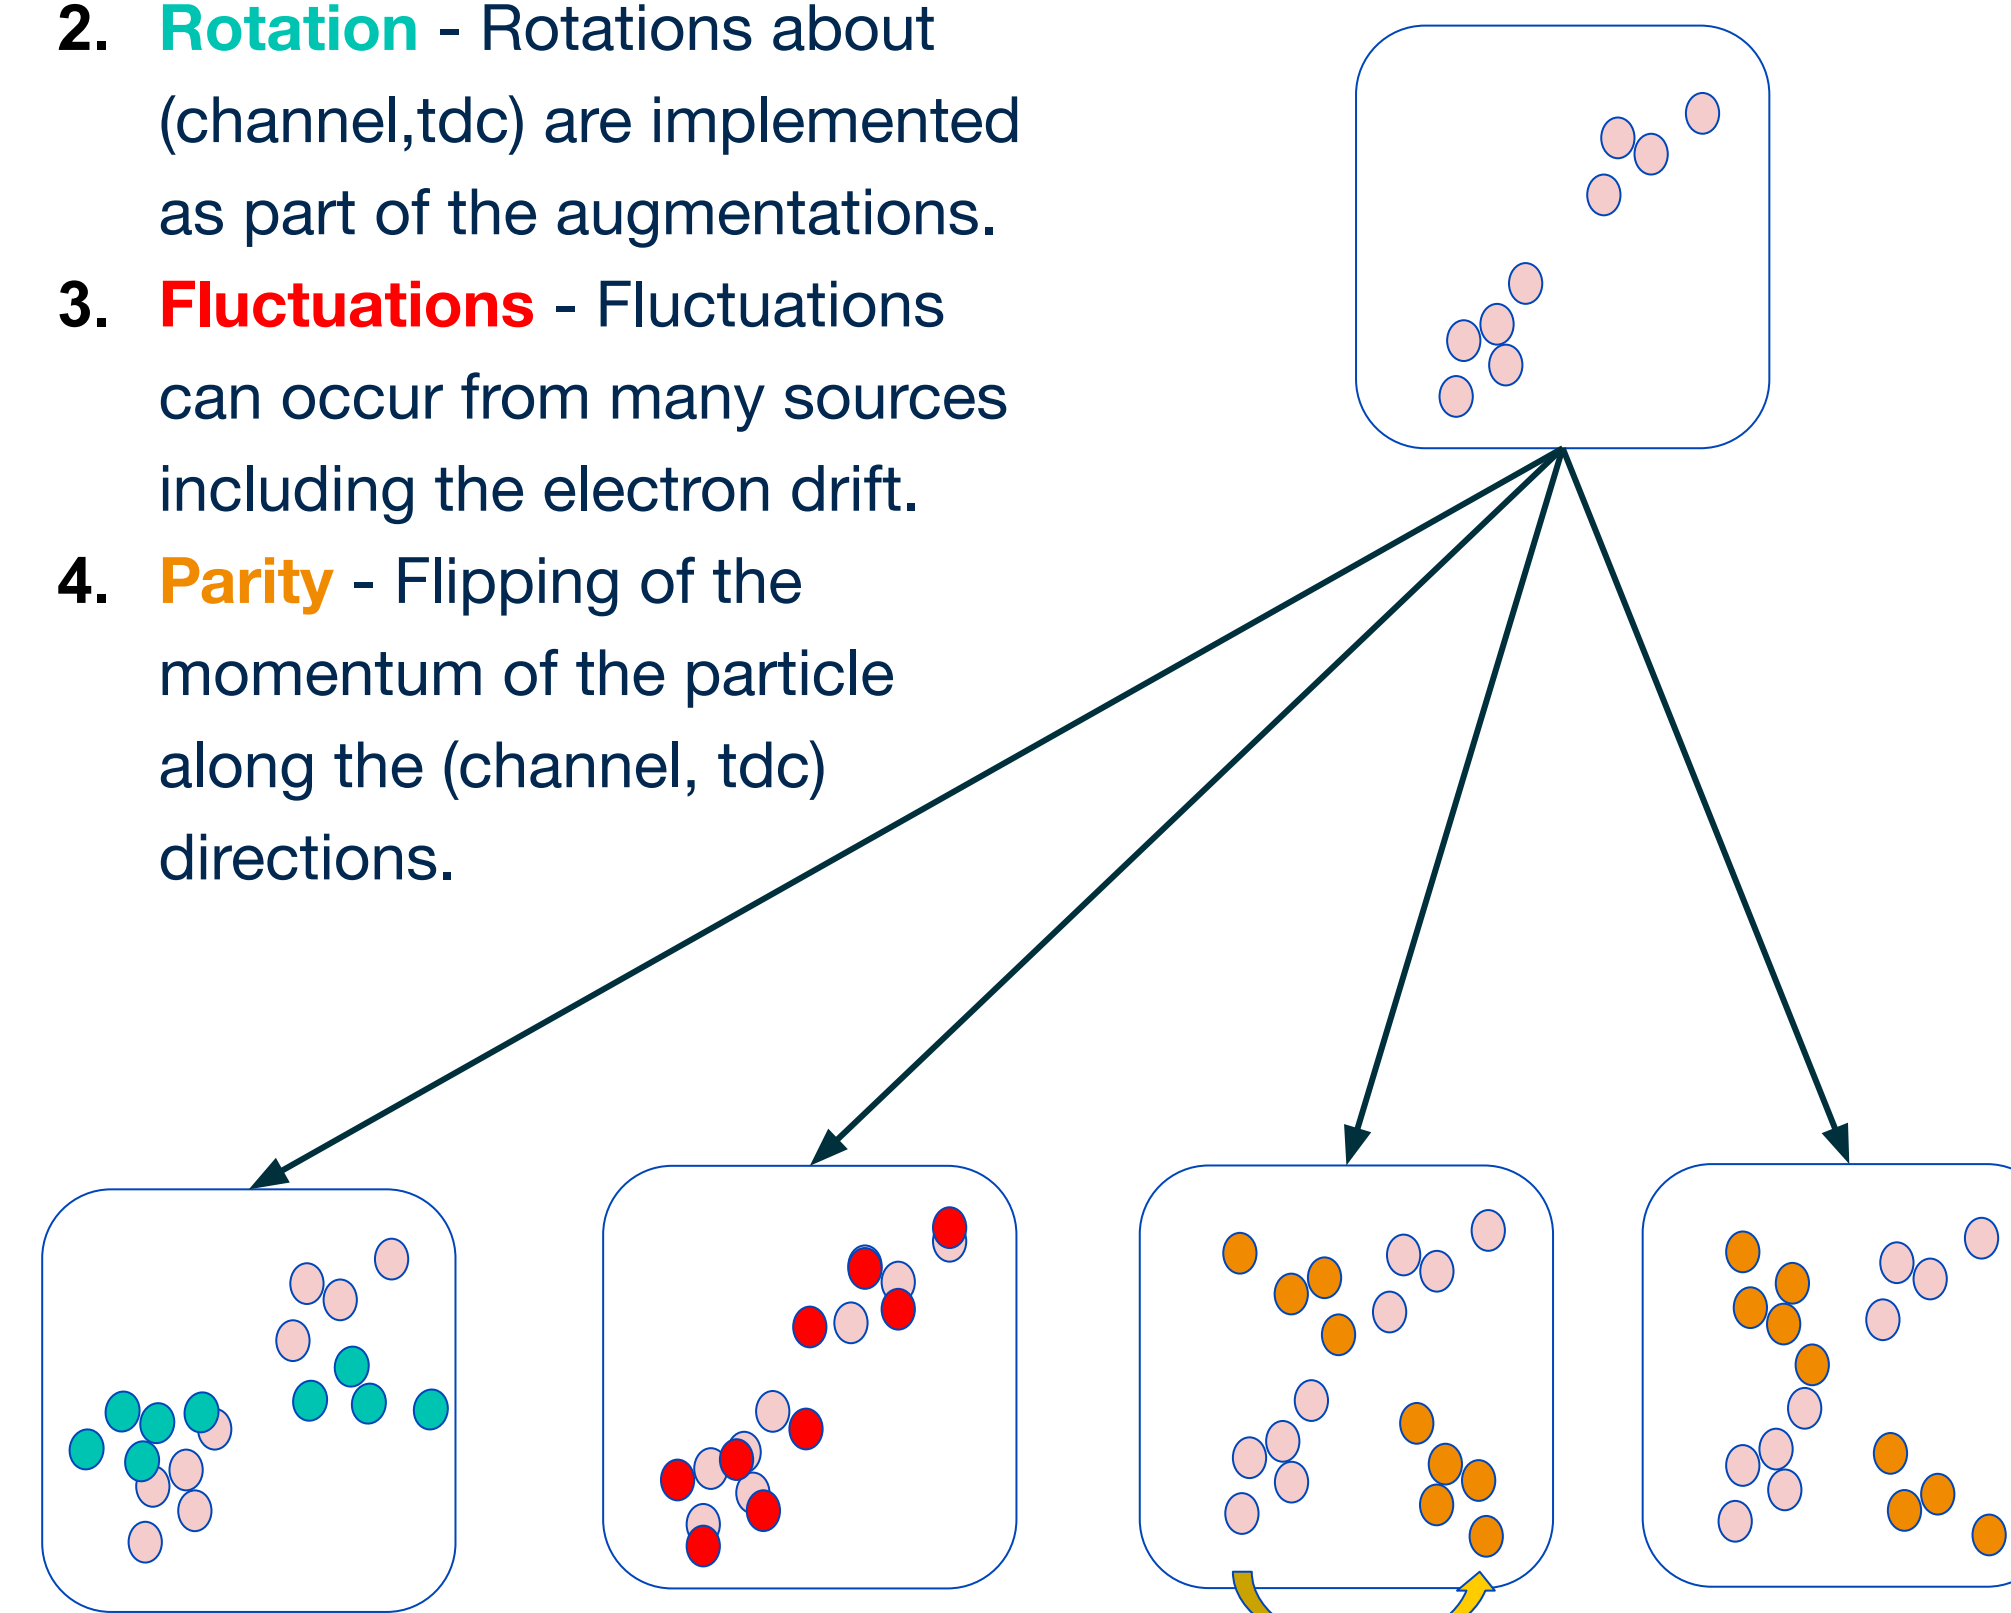 2. Rotation - Rotations about
(channel,tdc) are implemented
as part of the augmentations.
3. Fluctuations - Fluctuations
can occur from many sources
including the electron drift.
4. Parity - Flipping of the
momentum of the particle
along the (channel, tdc)
directions.